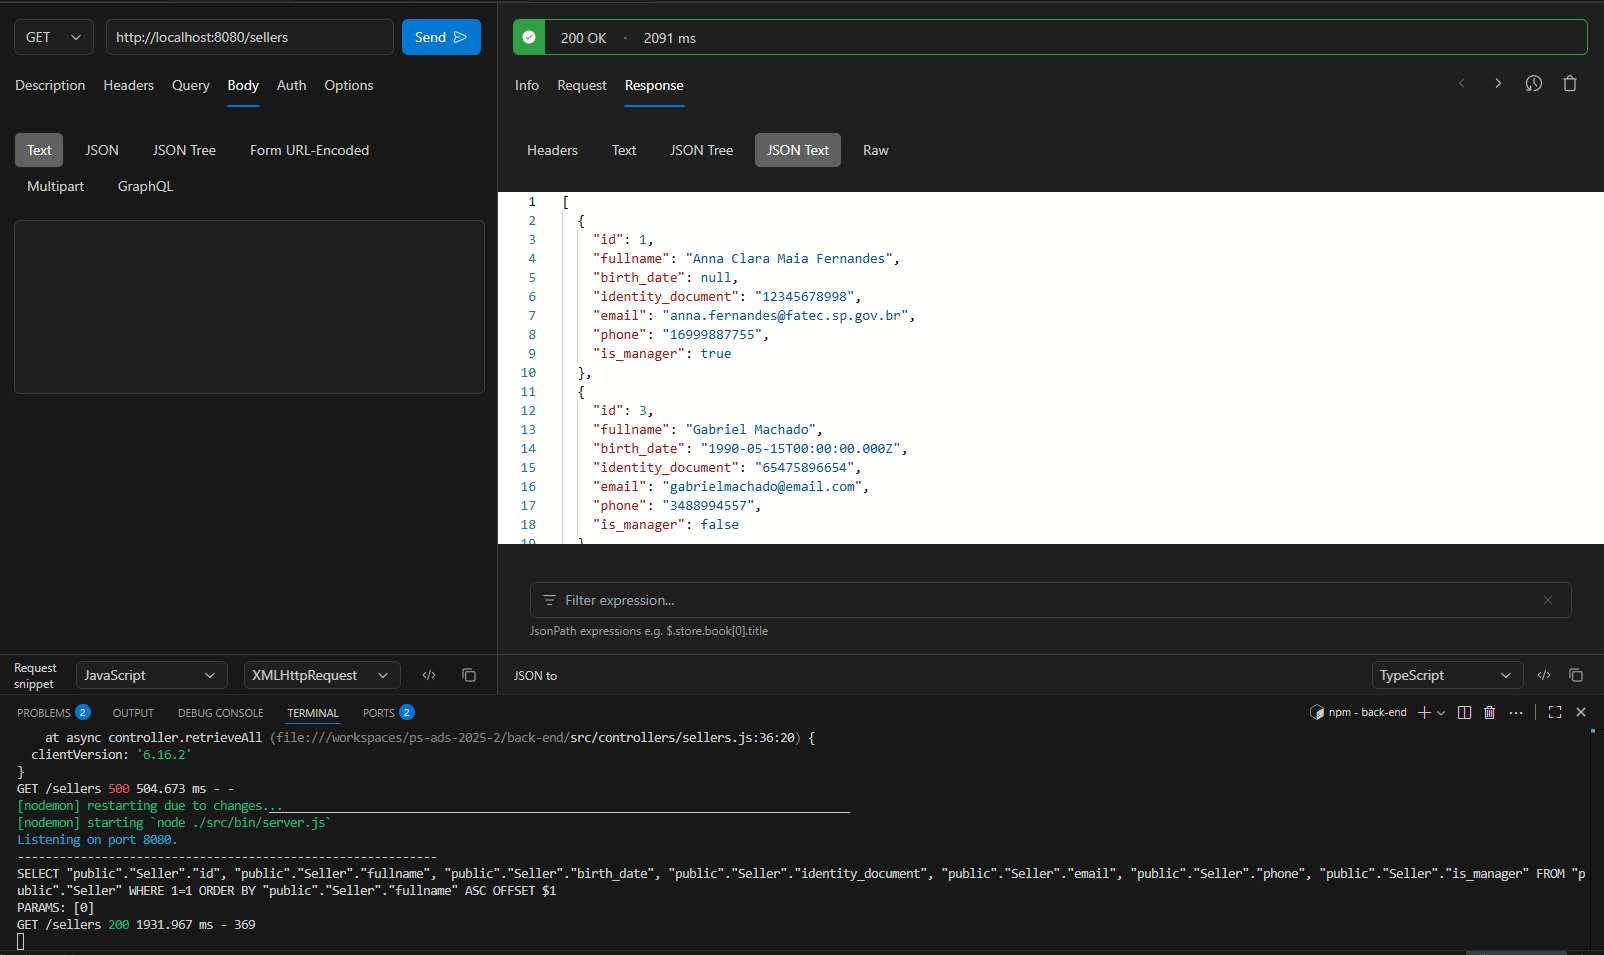 GET
http://localhost:8080/sellers
Send
Description Headers Query Body Auth Options
Text JSON JSON Tree Form URL-Encoded
Multipart GraphQL
200 OK · 2091 ms
Info Request Response
Headers Text JSON Tree JSON Text Raw
1 [
2 {
3 "id": 1,
4 "fullname": "Anna Clara Maia Fernandes",
5 "birth_date": null,
6 "identity_document": "12345678998",
7 "email": "anna.fernandes@fatec.sp.gov.br",
8 "phone": "16999887755",
9 "is_manager": true
10 },
11 {
12 "id": 3,
13 "fullname": "Gabriel Machado",
14 "birth_date": "1990-05-15T00:00:00.000Z",
15 "identity_document": "65475896654",
16 "email": "gabrielmachado@email.com",
17 "phone": "3488994557",
18 "is_manager": false
19 }
Filter expression...
JsonPath expressions e.g. $.store.book[0].title
Request snippet
JavaScript
XMLHttpRequest
JSON to
TypeScript
PROBLEMS 2 OUTPUT DEBUG CONSOLE TERMINAL PORTS 2
npm - back-end
at async controller.retrieveAll (file:///workspaces/ps-ads-2025-2/back-end/src/controllers/sellers.js:36:20) {
clientVersion: '6.16.2'
}
GET /sellers 500 504.673 ms - -
[nodemon] restarting due to changes...
[nodemon] starting `node ./src/bin/server.js`
Listening on port 8080.
------------------------------------------------------------
SELECT "public"."Seller"."id", "public"."Seller"."fullname", "public"."Seller"."birth_date", "public"."Seller"."identity_document", "public"."Seller"."email", "public"."Seller"."phone", "public"."Seller"."is_manager" FROM "p
ublic"."Seller" WHERE 1=1 ORDER BY "public"."Seller"."fullname" ASC OFFSET $1
PARAMS: [0]
GET /sellers 200 1931.967 ms - 369